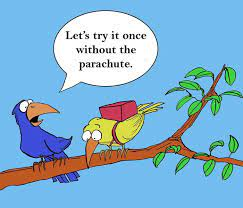 Let's try it once
without the
parachute.